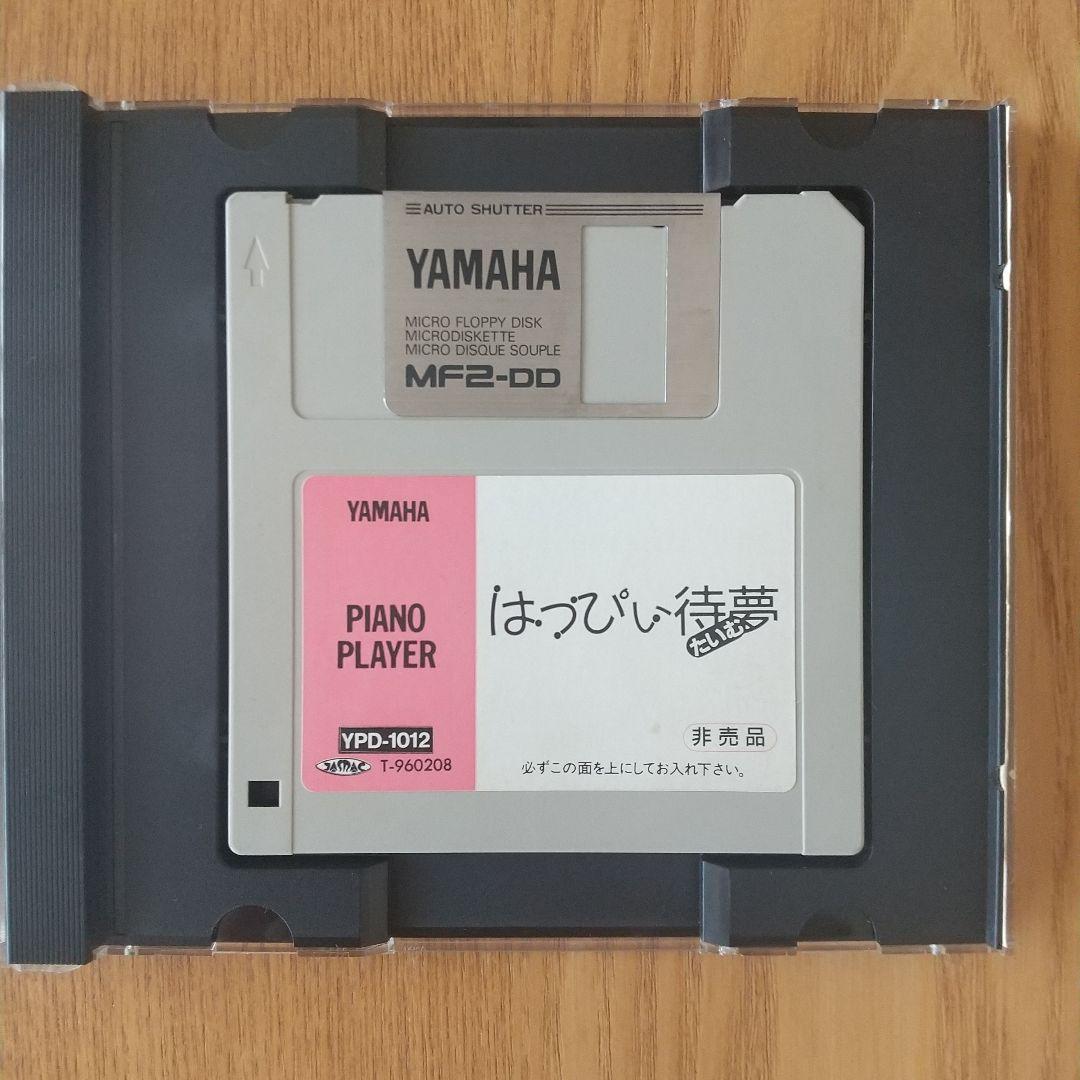 AUTO SHUTTER
YAMAHA
MICRO FLOPPY DISK
MICRODISKETTE
MICRO DISQUE SOUPLE
MF2-DD
YAMAHA
PIANO
PLAYER
YPD-1012
JASRAC T-960208
はっぴぃ待夢
たいむ
非売品
必ずこの面を上にしてお入れ下さい。